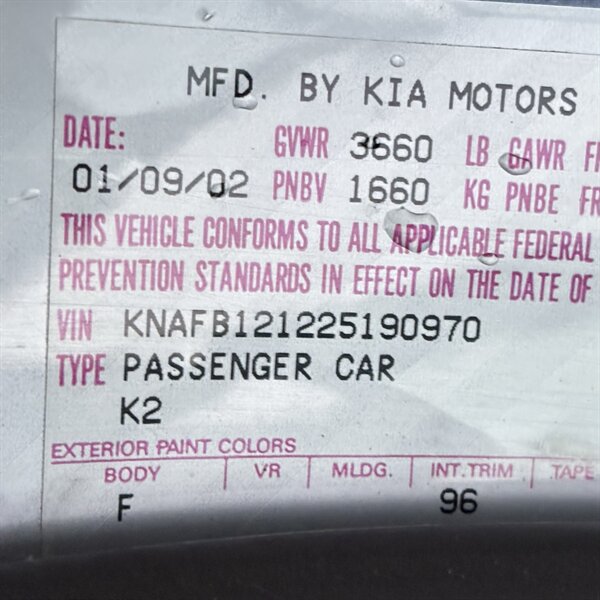 MFD. BY KIA MOTORS
DATE: GVWR 3660 LB GAWR
01/09/02 PNBV 1660 KG PNBE FR
THIS VEHICLE CONFORMS TO ALL APPLICABLE FEDERAL
PREVENTION STANDARDS IN EFFECT ON THE DATE OF
VIN KNAFB121225190970
TYPE PASSENGER CAR
K2
EXTERIOR PAINT COLORS
BODY VR MLDG. INT.TRIM TAPE
F 96